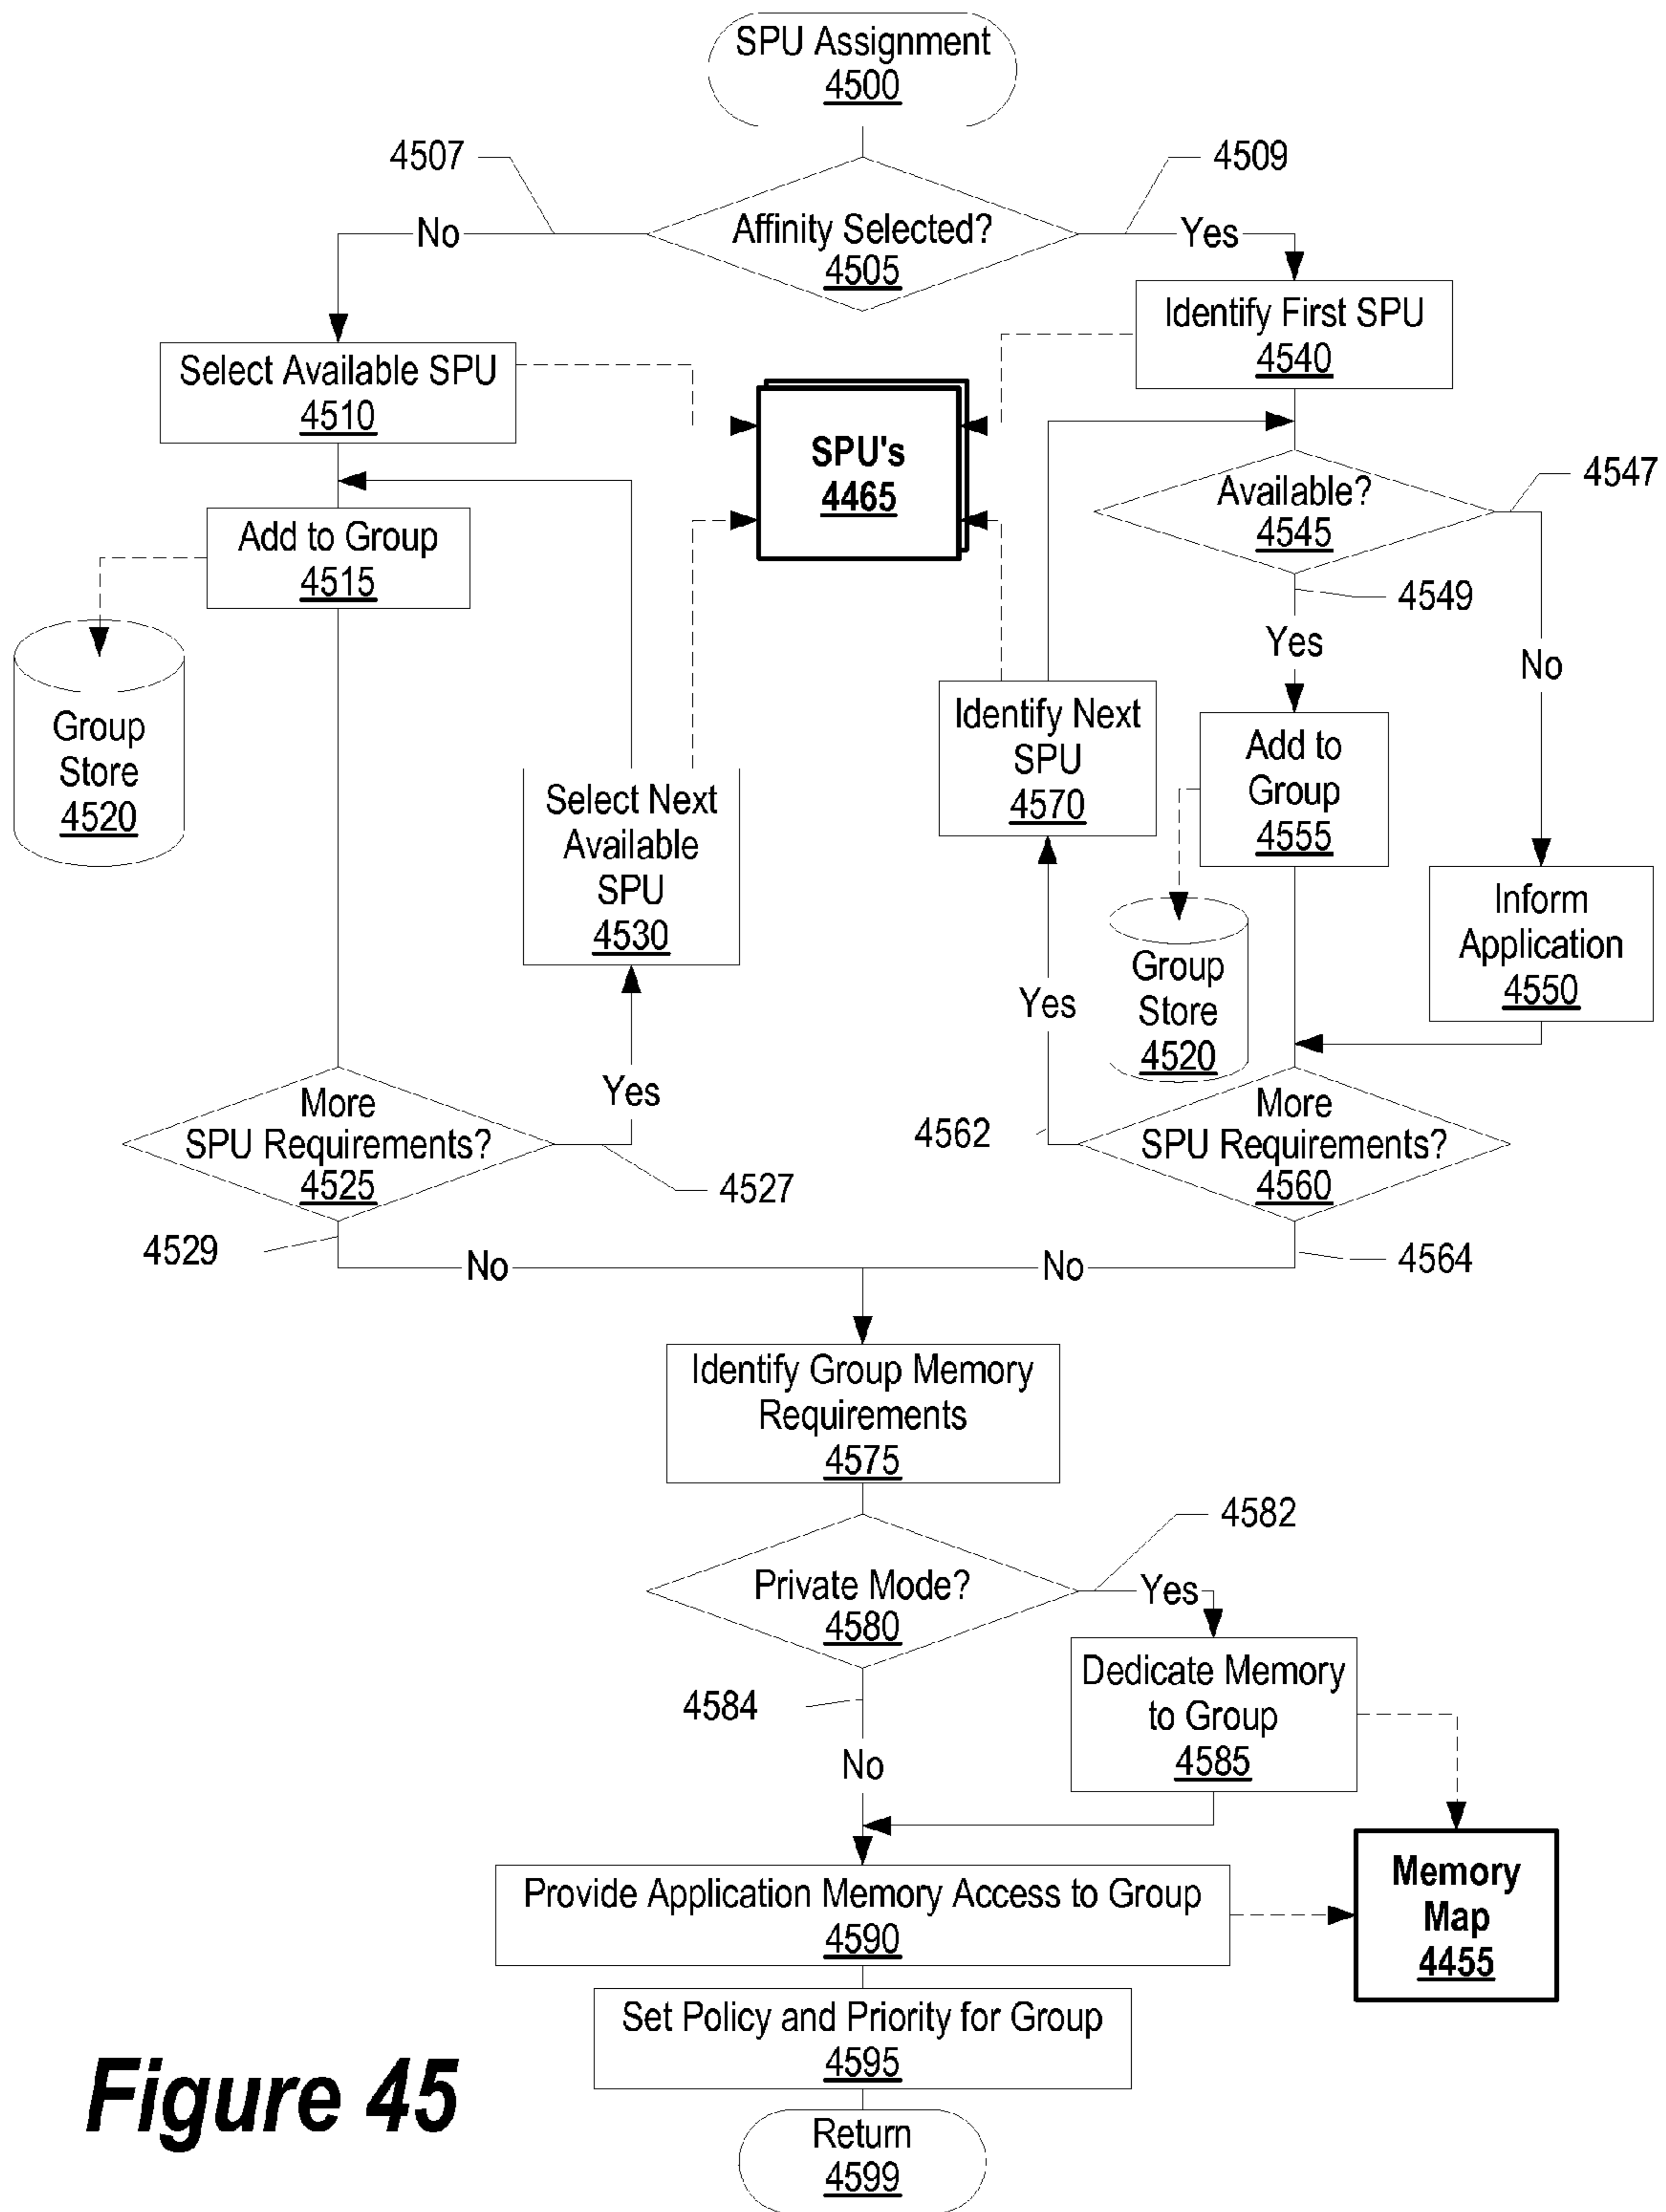 SPU Assignment
4500
4507
4509
No
Affinity Selected?
4505
Yes
Select Available SPU
4510
Identify First SPU
4540
SPU's
4465
Available?
4545
4547
4549
Add to Group
4515
Group
Store
4520
Select Next
Available
SPU
4530
Identify Next
SPU
4570
Yes
Add to
Group
4555
No
Inform
Application
4550
Group
Store
4520
Yes
Yes
More
SPU Requirements?
4525
4527
4529
4562
More
SPU Requirements?
4560
4564
No
No
Identify Group Memory
Requirements
4575
4582
Private Mode?
4580
Yes
4584
No
Dedicate Memory
to Group
4585
Provide Application Memory Access to Group
4590
Memory
Map
4455
Set Policy and Priority for Group
4595
Return
4599
Figure 45